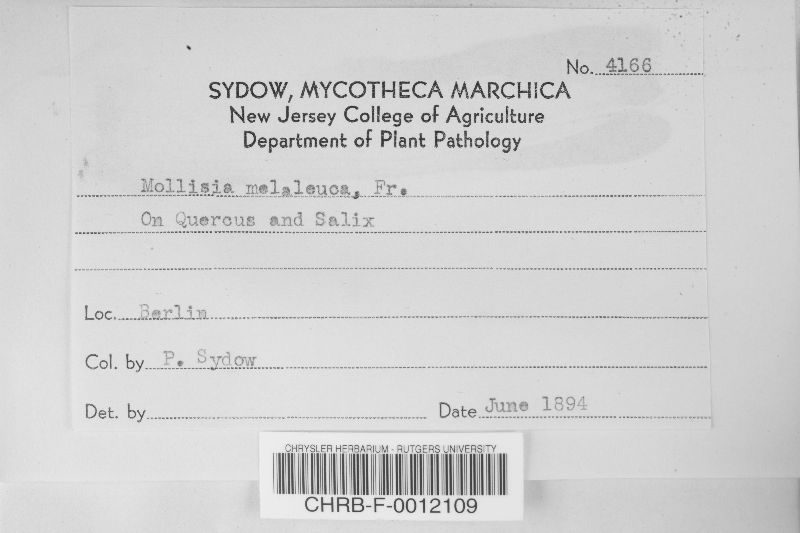 No. 4166
SYDOW, MYCOTHECA MARCHICA
New Jersey College of Agriculture
Department of Plant Pathology
Mollisia melaleuca, Fr.
On Quercus and Salix
Loc. Berlin
Col. by P. Sydow
Det. by
Date June 1894
CHRYSLER HERBARIUM - RUTGERS UNIVERSITY
CHRB-F-0012109